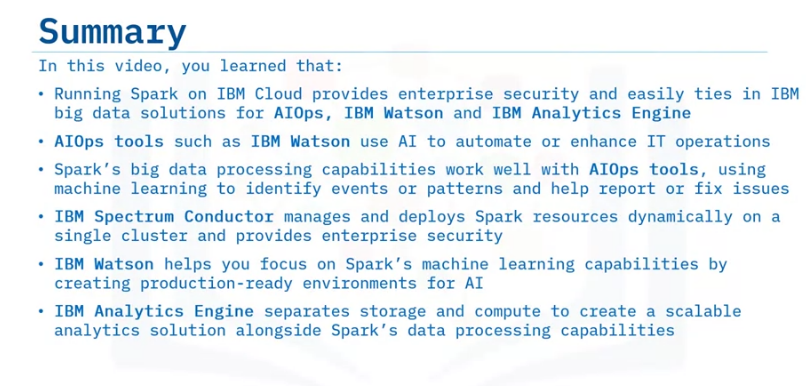 Summary
In this video, you learned that:
• Running Spark on IBM Cloud provides enterprise security and easily ties in IBM
big data solutions for AIOps, IBM Watson and IBM Analytics Engine
• AIOps tools such as IBM Watson use AI to automate or enhance IT operations
• Spark's big data processing capabilities work well with AIOps tools, using
machine learning to identify events or patterns and help report or fix issues
• IBM Spectrum Conductor manages and deploys Spark resources dynamically on a
single cluster and provides enterprise security
• IBM Watson helps you focus on Spark's machine learning capabilities by
creating production-ready environments for AI
• IBM Analytics Engine separates storage and compute to create a scalable
analytics solution alongside Spark's data processing capabilities